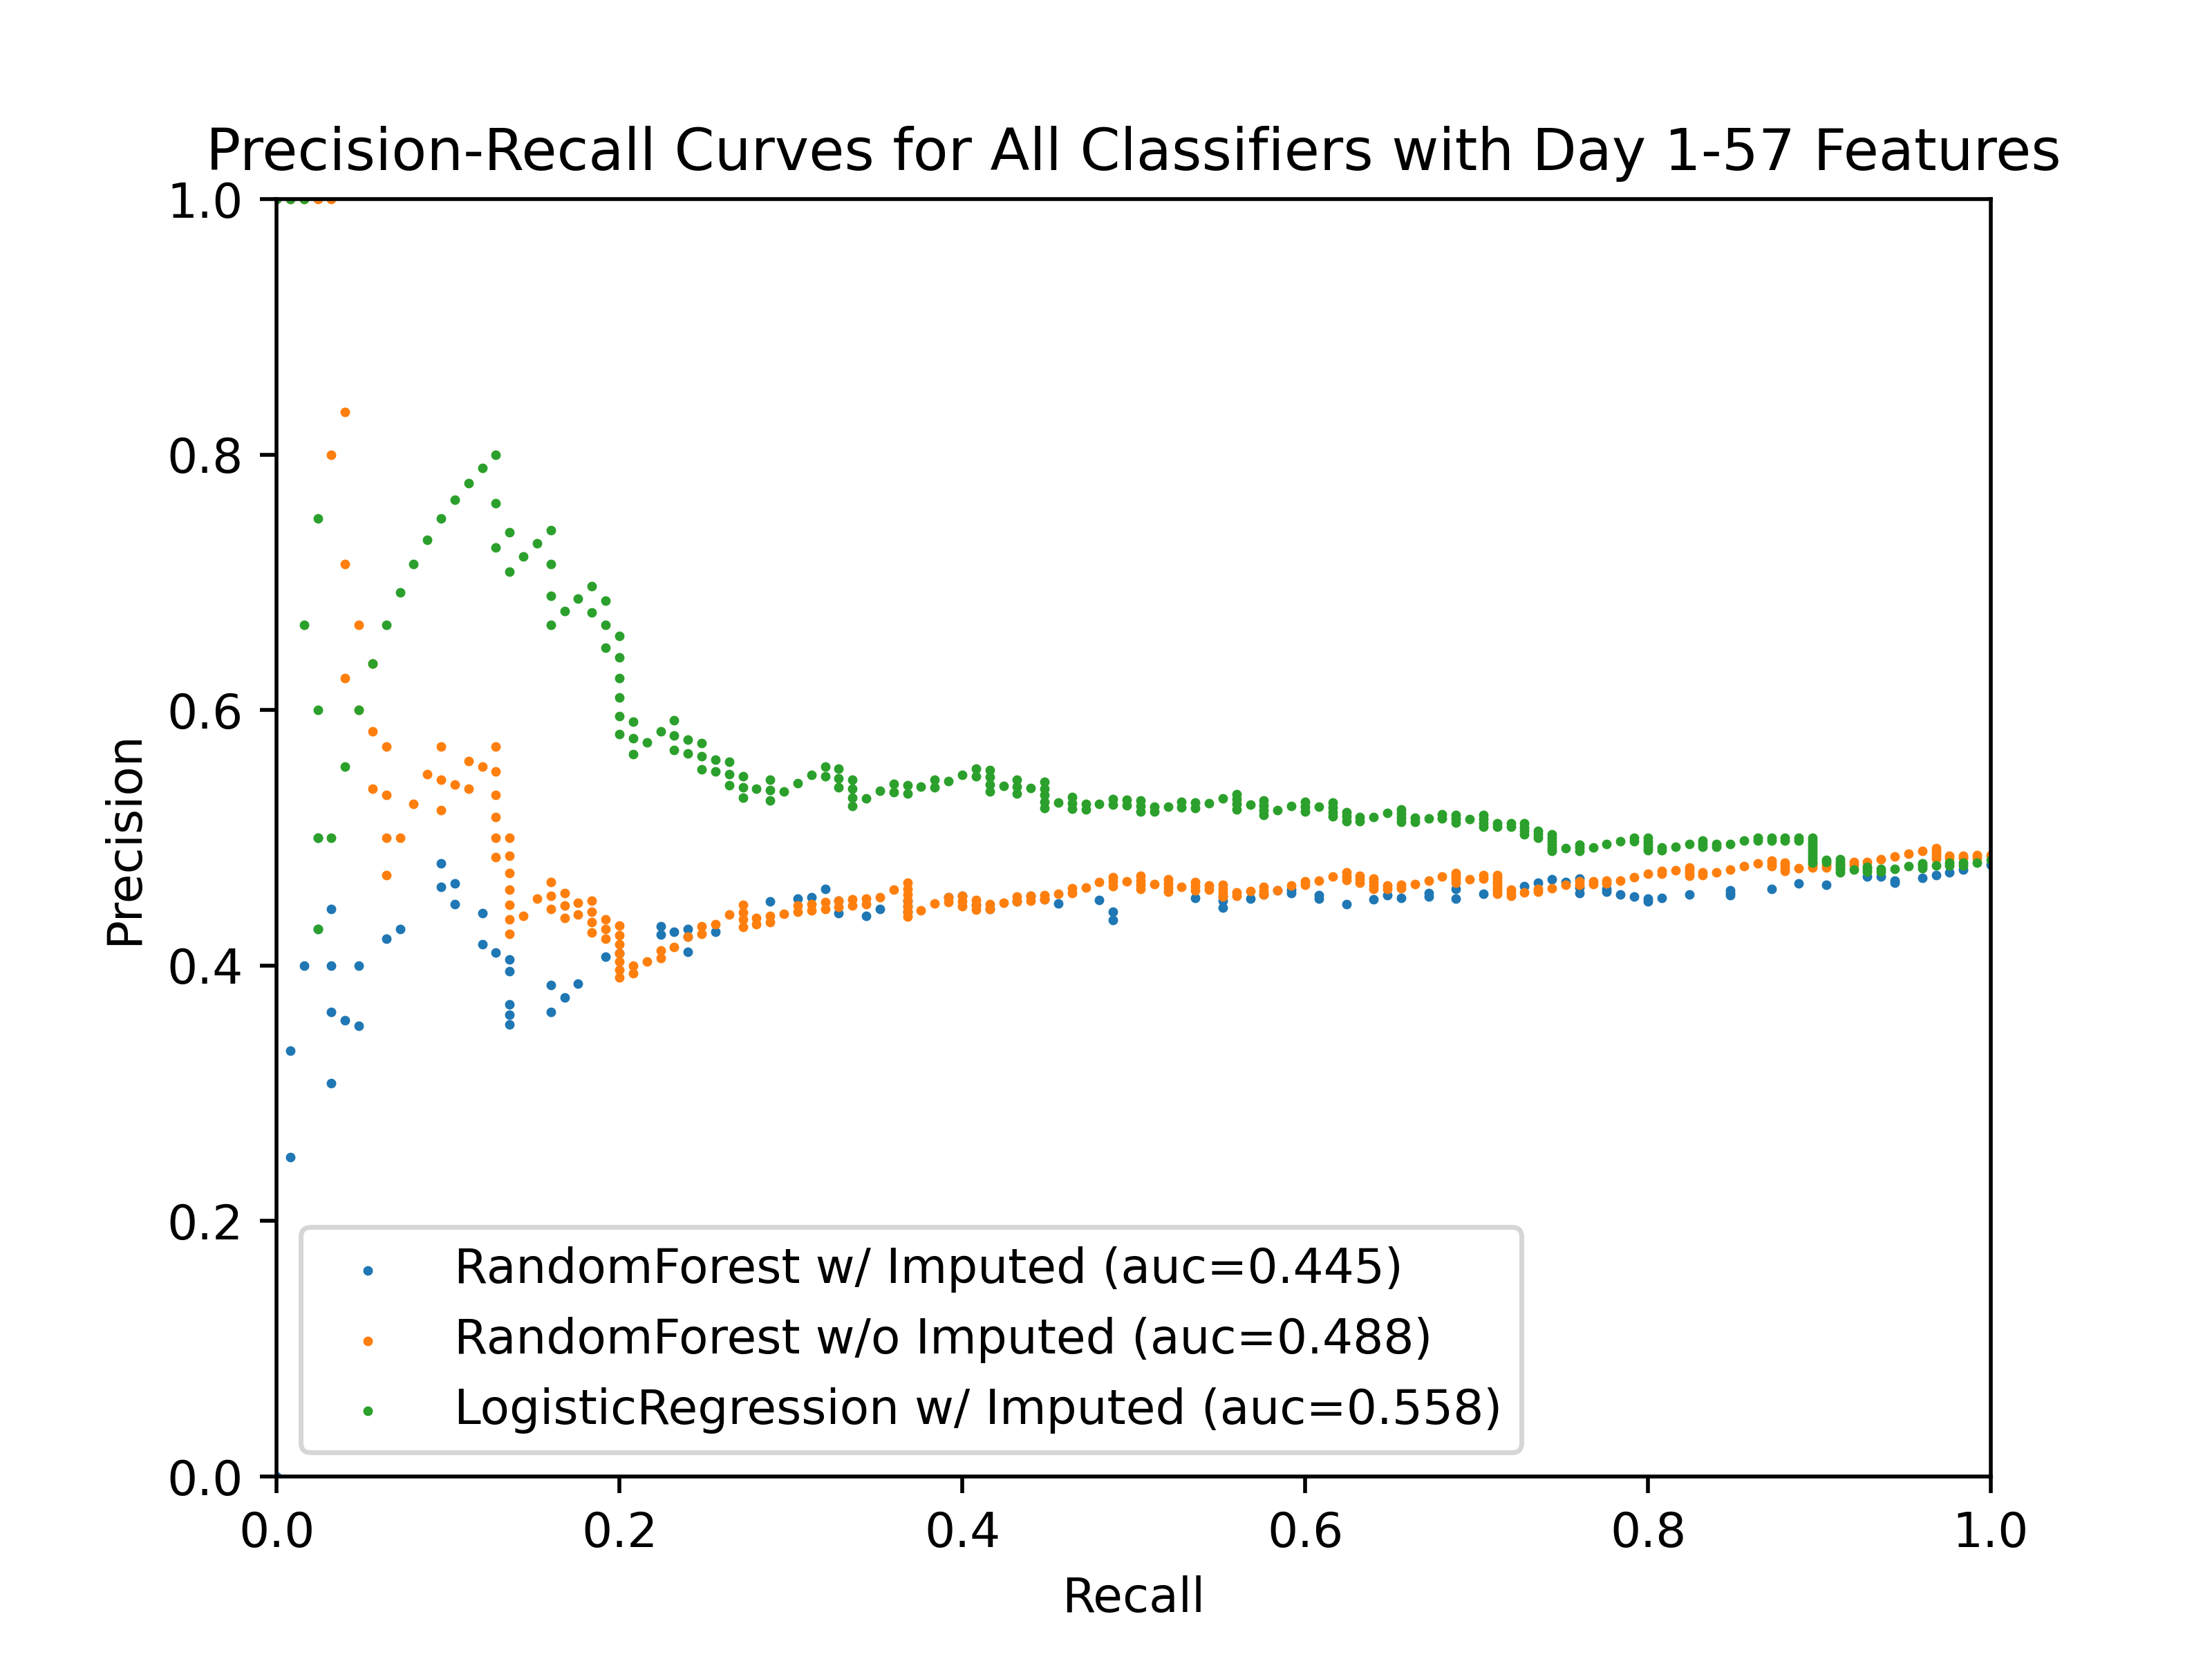 Precision-Recall Curves for All Classifiers with Day 1-57 Features
1.0
0.8
0.6
0.4
0.2
0.0
Precision
RandomForest w/ Imputed (auc=0.445)
RandomForest w/o Imputed (auc=0.488)
LogisticRegression w/ Imputed (auc=0.558)
0.0 0.2 0.4 0.6 0.8 1.0
Recall